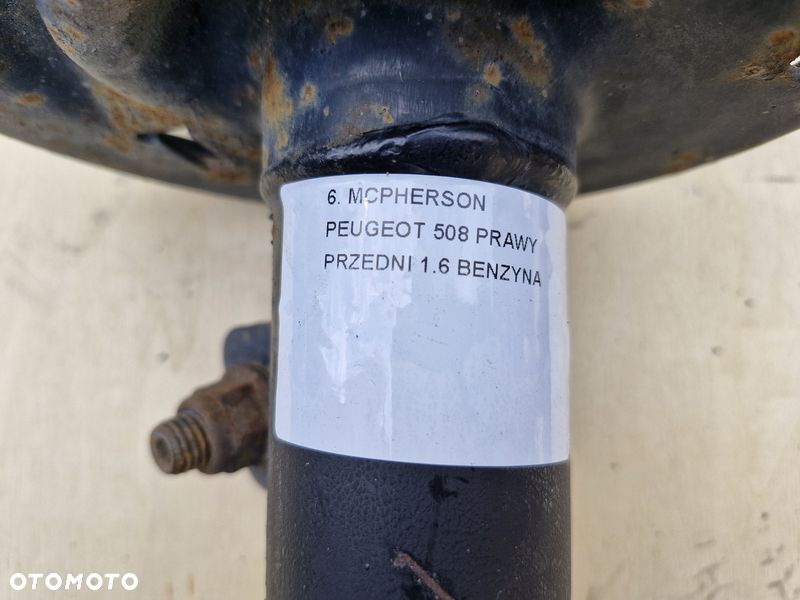 6. MCPHERSON
PEUGEOT 508 PRAWY
PRZEDNI 1.6 BENZYNA
OTOMOTO